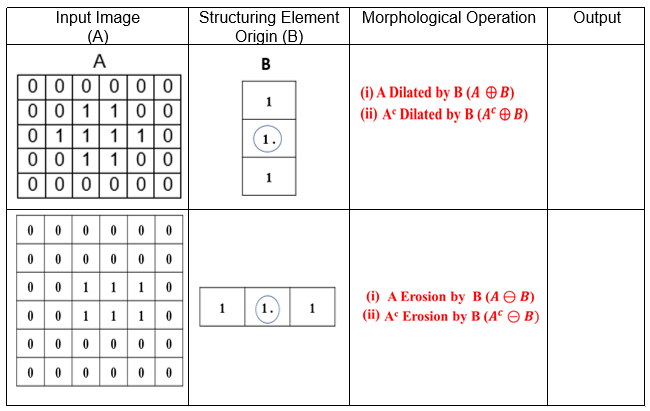 Input Image
(A)
Structuring Element
Origin (B)
Morphological Operation
Output
A
0 0 0 0 0 0
0 0 1 1 0 0
0 1 1 1 1 0
0 0 1 1 0 0
0 0 0 0 0 0
B
1
1.
1
(i) A Dilated by B (A ⊕ B)
(ii) Aᶜ Dilated by B (Aᶜ ⊕ B)
0 0 0 0 0 0
0 0 0 0 0 0
0 0 1 1 1 0
0 0 1 1 1 0
0 0 0 0 0 0
0 0 0 0 0 0
1 1. 1
(i) A Erosion by B (A ⊖ B)
(ii) Aᶜ Erosion by B (Aᶜ ⊖ B)